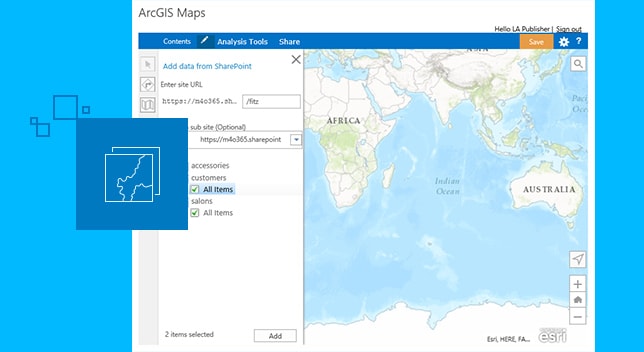 ArcGIS Maps
Hello LA Publisher | Sign out
Contents Analysis Tools Share Save ?
Add data from SharePoint
Enter site URL
https://m4o365.sh... /fitz
sub site (Optional)
https://m4o365.sharepoint
accessories
customers
All Items
salons
All Items
2 items selected Add
ASIA
AFRICA
Indian
Ocean
AUSTRALIA
Esri, HERE, FA...
esri